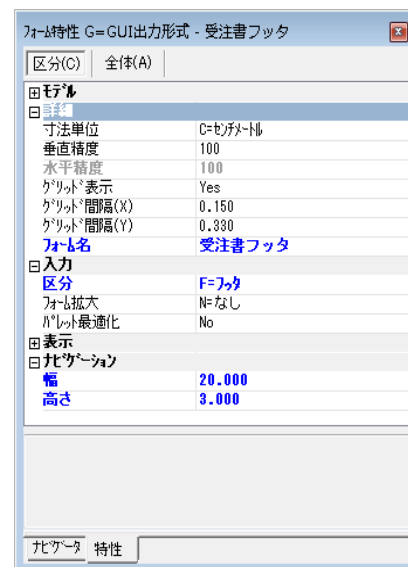 ﾌｫｰﾑ特性 G=GUI出力形式 - 受注書フッタ
区分(C) 全体(A)
ﾓﾃﾞﾙ
詳細
寸法単位 C=ｾﾝﾁﾒｰﾄﾙ
垂直精度 100
水平精度 100
ｸﾞﾘｯﾄﾞ表示 Yes
ｸﾞﾘｯﾄﾞ間隔(X) 0.150
ｸﾞﾘｯﾄﾞ間隔(Y) 0.330
ﾌｫｰﾑ名 受注書フッタ
入力
区分 F=ﾌｯﾀ
ﾌｫｰﾑ拡大 N=なし
ﾊﾟﾚｯﾄ最適化 No
表示
ﾅﾋﾞｹﾞｰｼｮﾝ
幅 20.000
高さ 3.000
ﾅﾋﾞｹﾞｰﾀ 特性